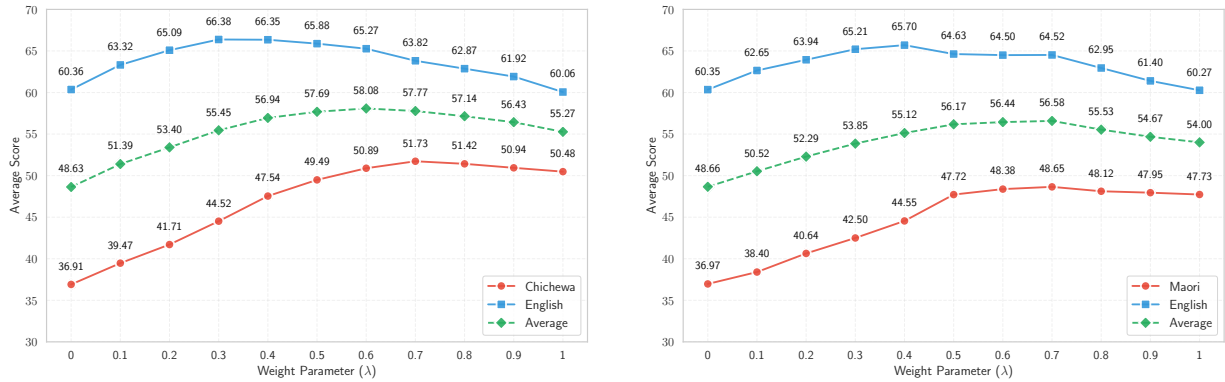 70
65
60
55
50
45
40
35
30
Average Score
60.36 63.32 65.09 66.38 66.35 65.88 65.27 63.82 62.87 61.92 60.06
48.63 51.39 53.40 55.45 56.94 57.69 58.08 57.77 57.14 56.43 55.27
36.91 39.47 41.71 44.52 47.54 49.49 50.89 51.73 51.42 50.94 50.48
Chichewa
English
Average
0 0.1 0.2 0.3 0.4 0.5 0.6 0.7 0.8 0.9 1
Weight Parameter (λ)
70
65
60
55
50
45
40
35
30
Average Score
60.35 62.65 63.94 65.21 65.70 64.63 64.50 64.52 62.95 61.40 60.27
48.66 50.52 52.29 53.85 55.12 56.17 56.44 56.58 55.53 54.67 54.00
36.97 38.40 40.64 42.50 44.55 47.72 48.38 48.65 48.12 47.95 47.73
Maori
English
Average
0 0.1 0.2 0.3 0.4 0.5 0.6 0.7 0.8 0.9 1
Weight Parameter (λ)